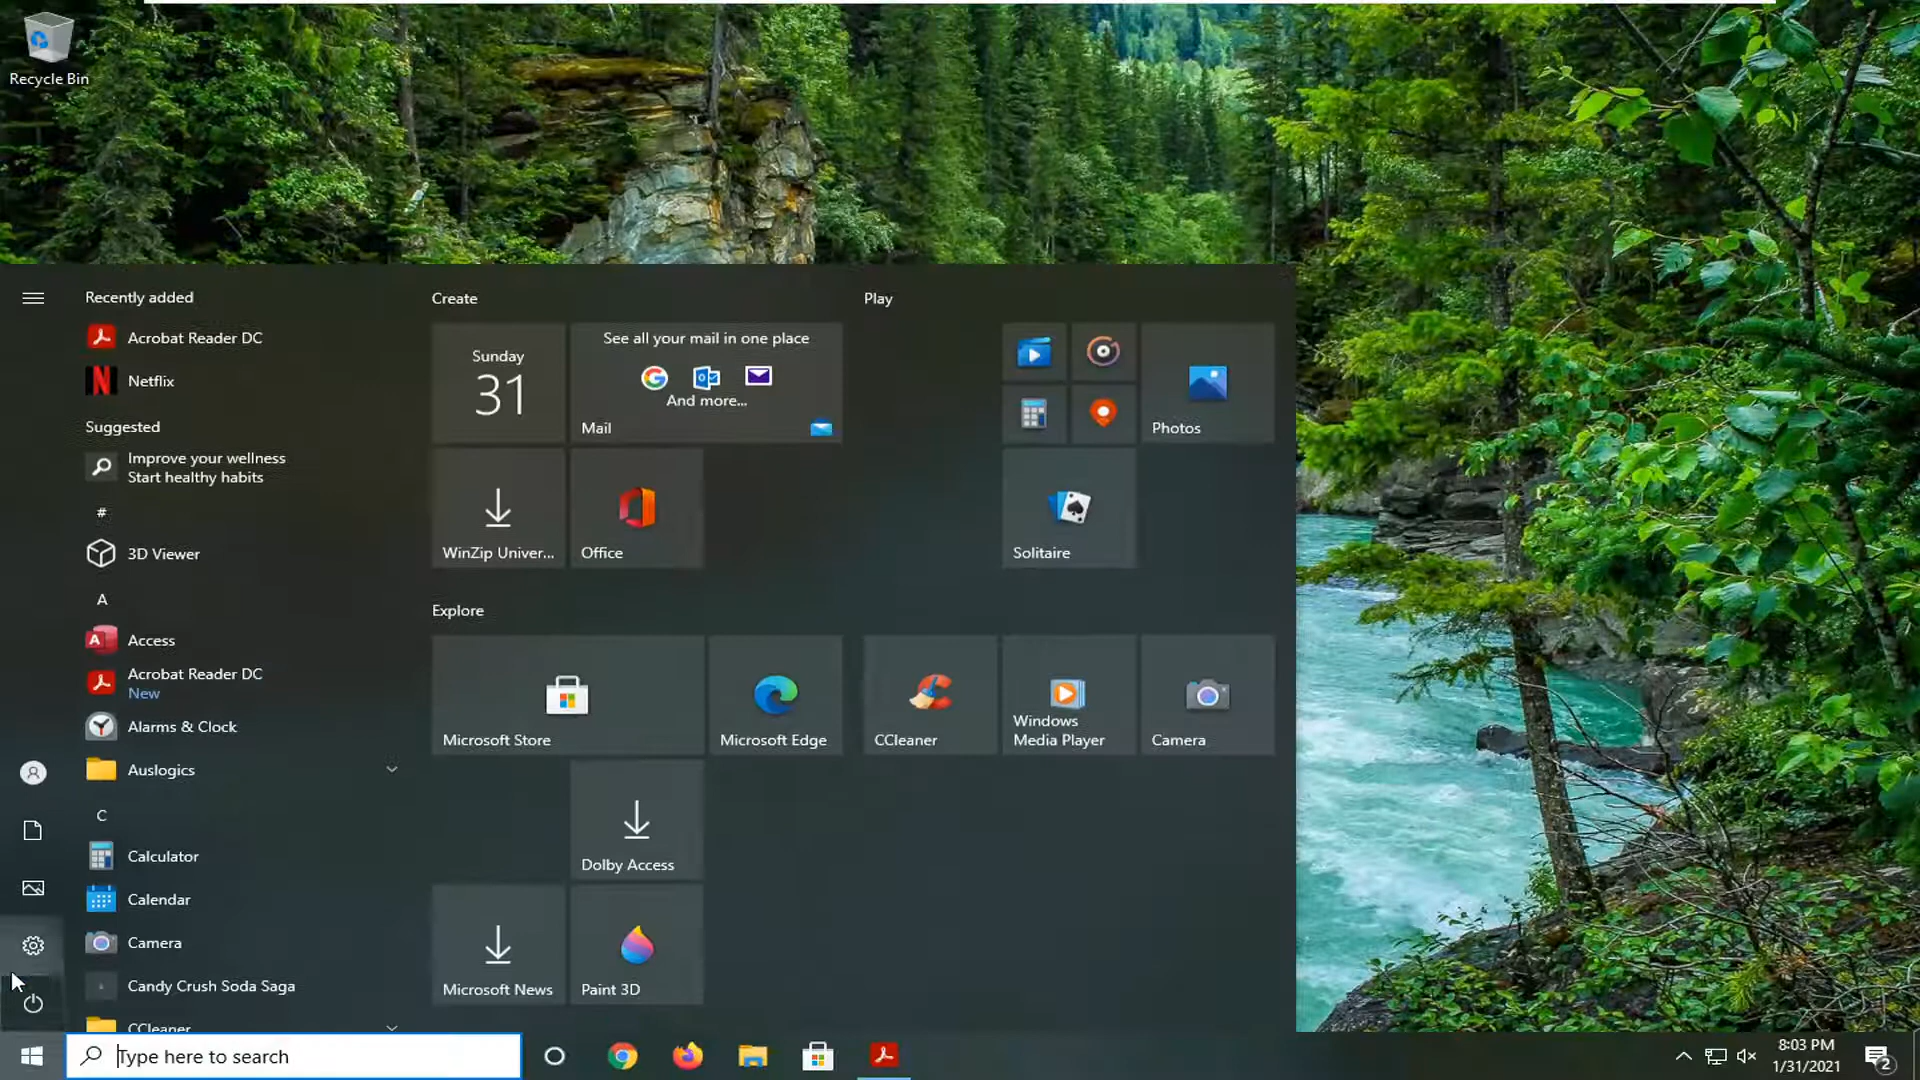 Recycle Bin
Recently added
Acrobat Reader DC
Netflix
Suggested
Improve your wellness
Start healthy habits
#
3D Viewer
A
Access
Acrobat Reader DC
New
Alarms & Clock
Auslogics
C
Calculator
Calendar
Camera
Candy Crush Soda Saga
CCleaner
Create
Sunday
31
See all your mail in one place
And more...
Mail
WinZip Univer...
Office
Explore
Microsoft Store
Microsoft Edge
Dolby Access
Microsoft News
Paint 3D
Play
Photos
Solitaire
CCleaner
Windows
Media Player
Camera
Type here to search
8:03 PM
1/31/2021
2